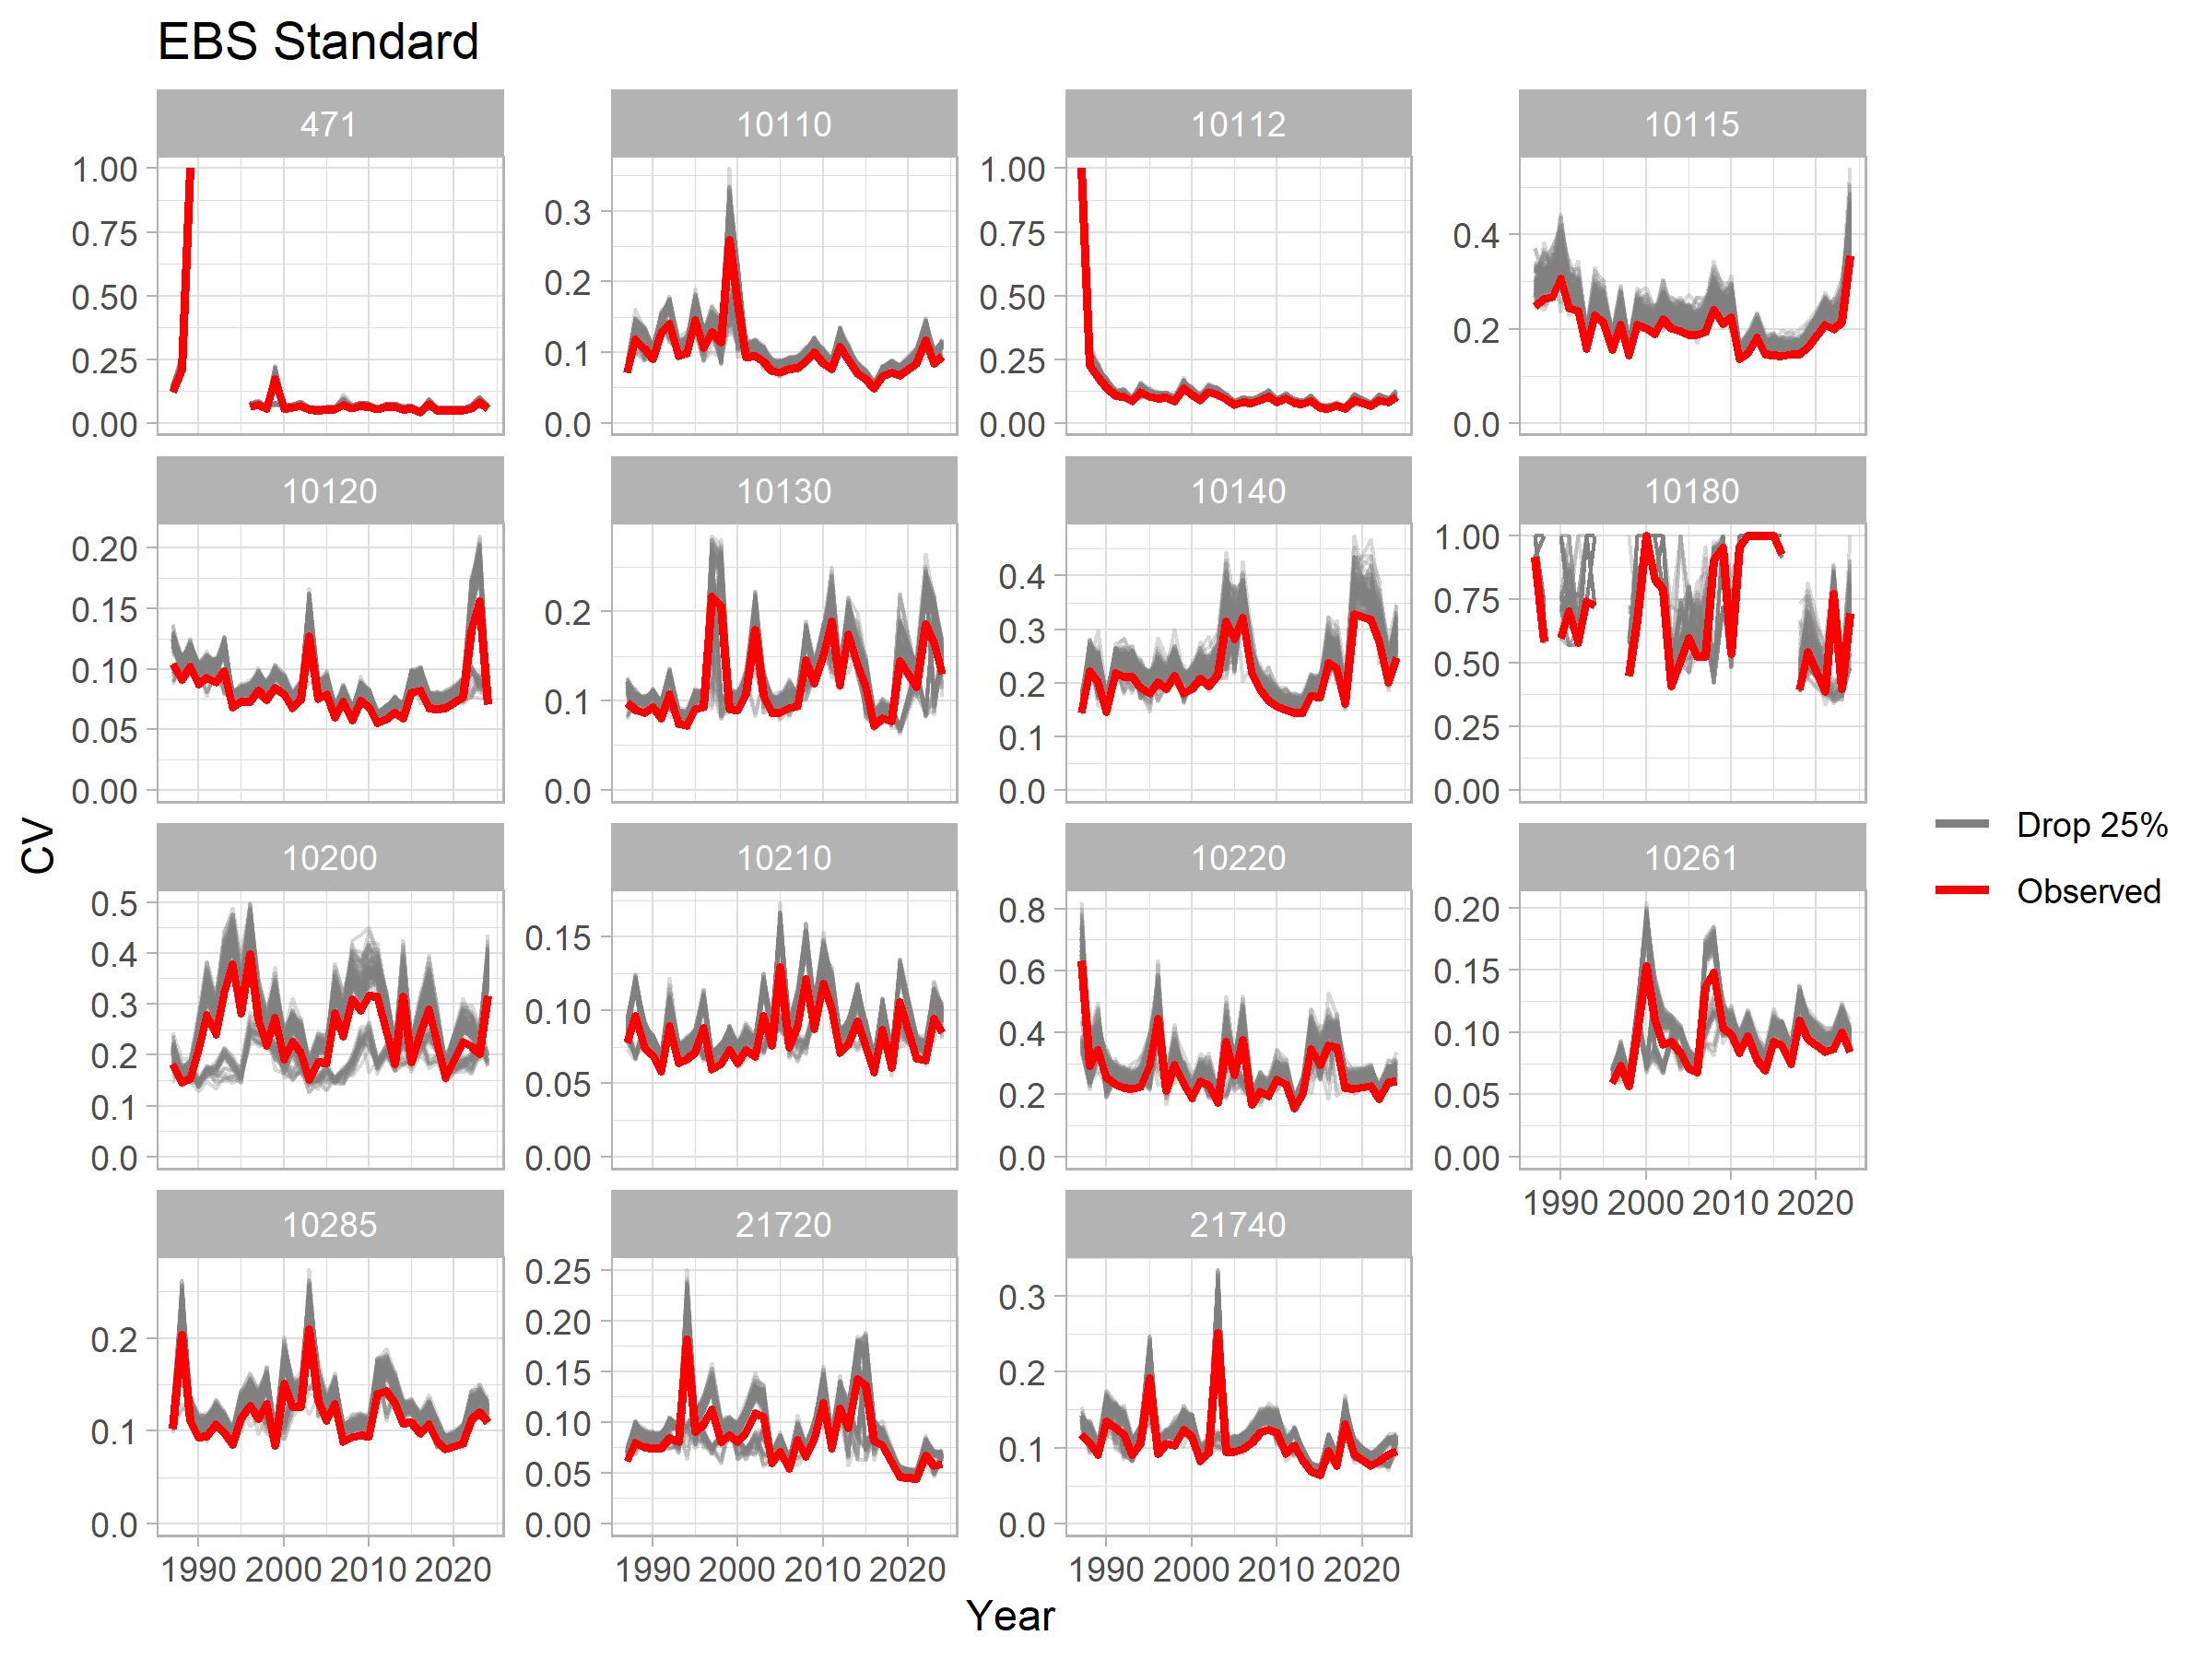 EBS Standard
471 10110 10112 10115
1.00 0.75 0.50 0.25 0.00
0.3 0.2 0.1 0.0
1.00 0.75 0.50 0.25 0.00
0.4 0.2 0.0
10120 10130 10140 10180
0.20 0.15 0.10 0.05 0.00
0.2 0.1 0.0
0.4 0.3 0.2 0.1 0.0
1.00 0.75 0.50 0.25 0.00
CV
Drop 25%
Observed
10200 10210 10220 10261
0.5 0.4 0.3 0.2 0.1 0.0
0.15 0.10 0.05 0.00
0.8 0.6 0.4 0.2 0.0
0.20 0.15 0.10 0.05 0.00
1990 2000 2010 2020
10285 21720 21740
0.2 0.1 0.0
0.25 0.20 0.15 0.10 0.05 0.00
0.3 0.2 0.1 0.0
1990 2000 2010 2020 1990 2000 2010 2020 1990 2000 2010 2020
Year